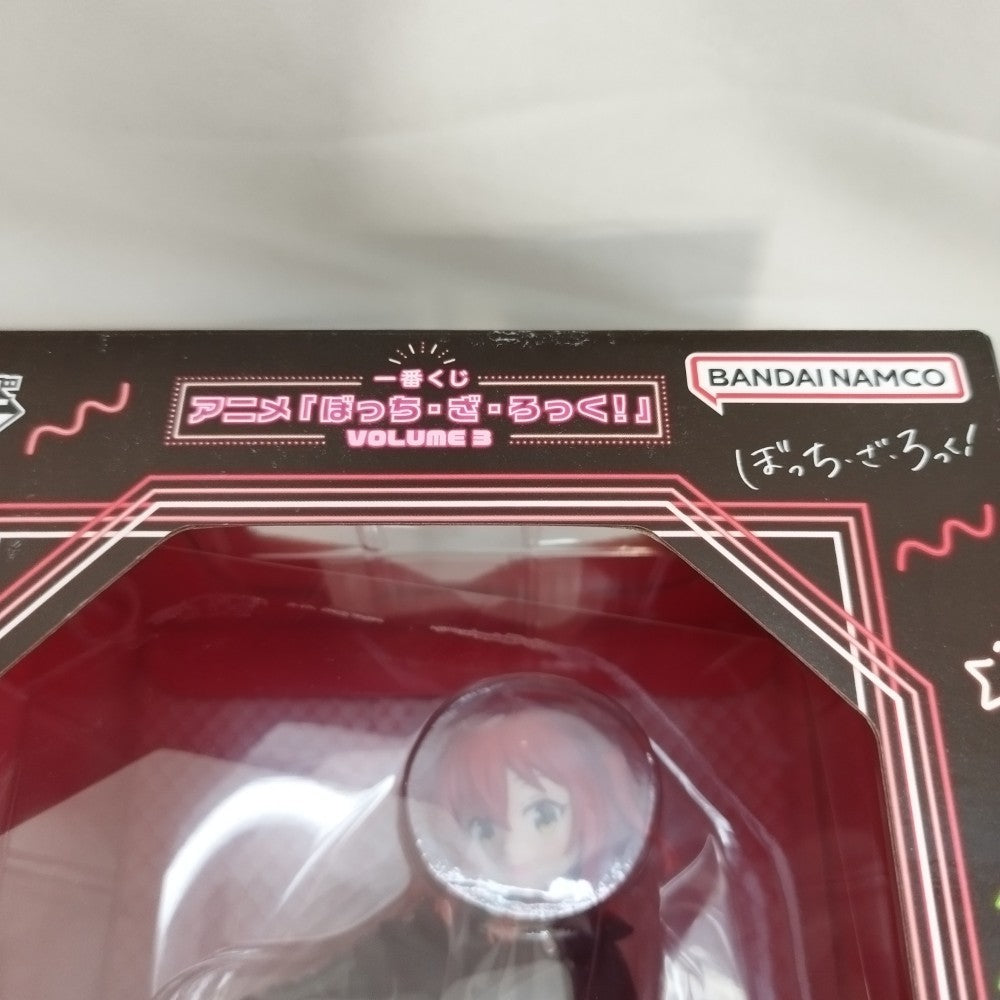 一番くじ
アニメ「ぼっち・ざ・ろっく!」
VOLUME 3
BANDAI NAMCO
ぼっち・ざ・ろっく!